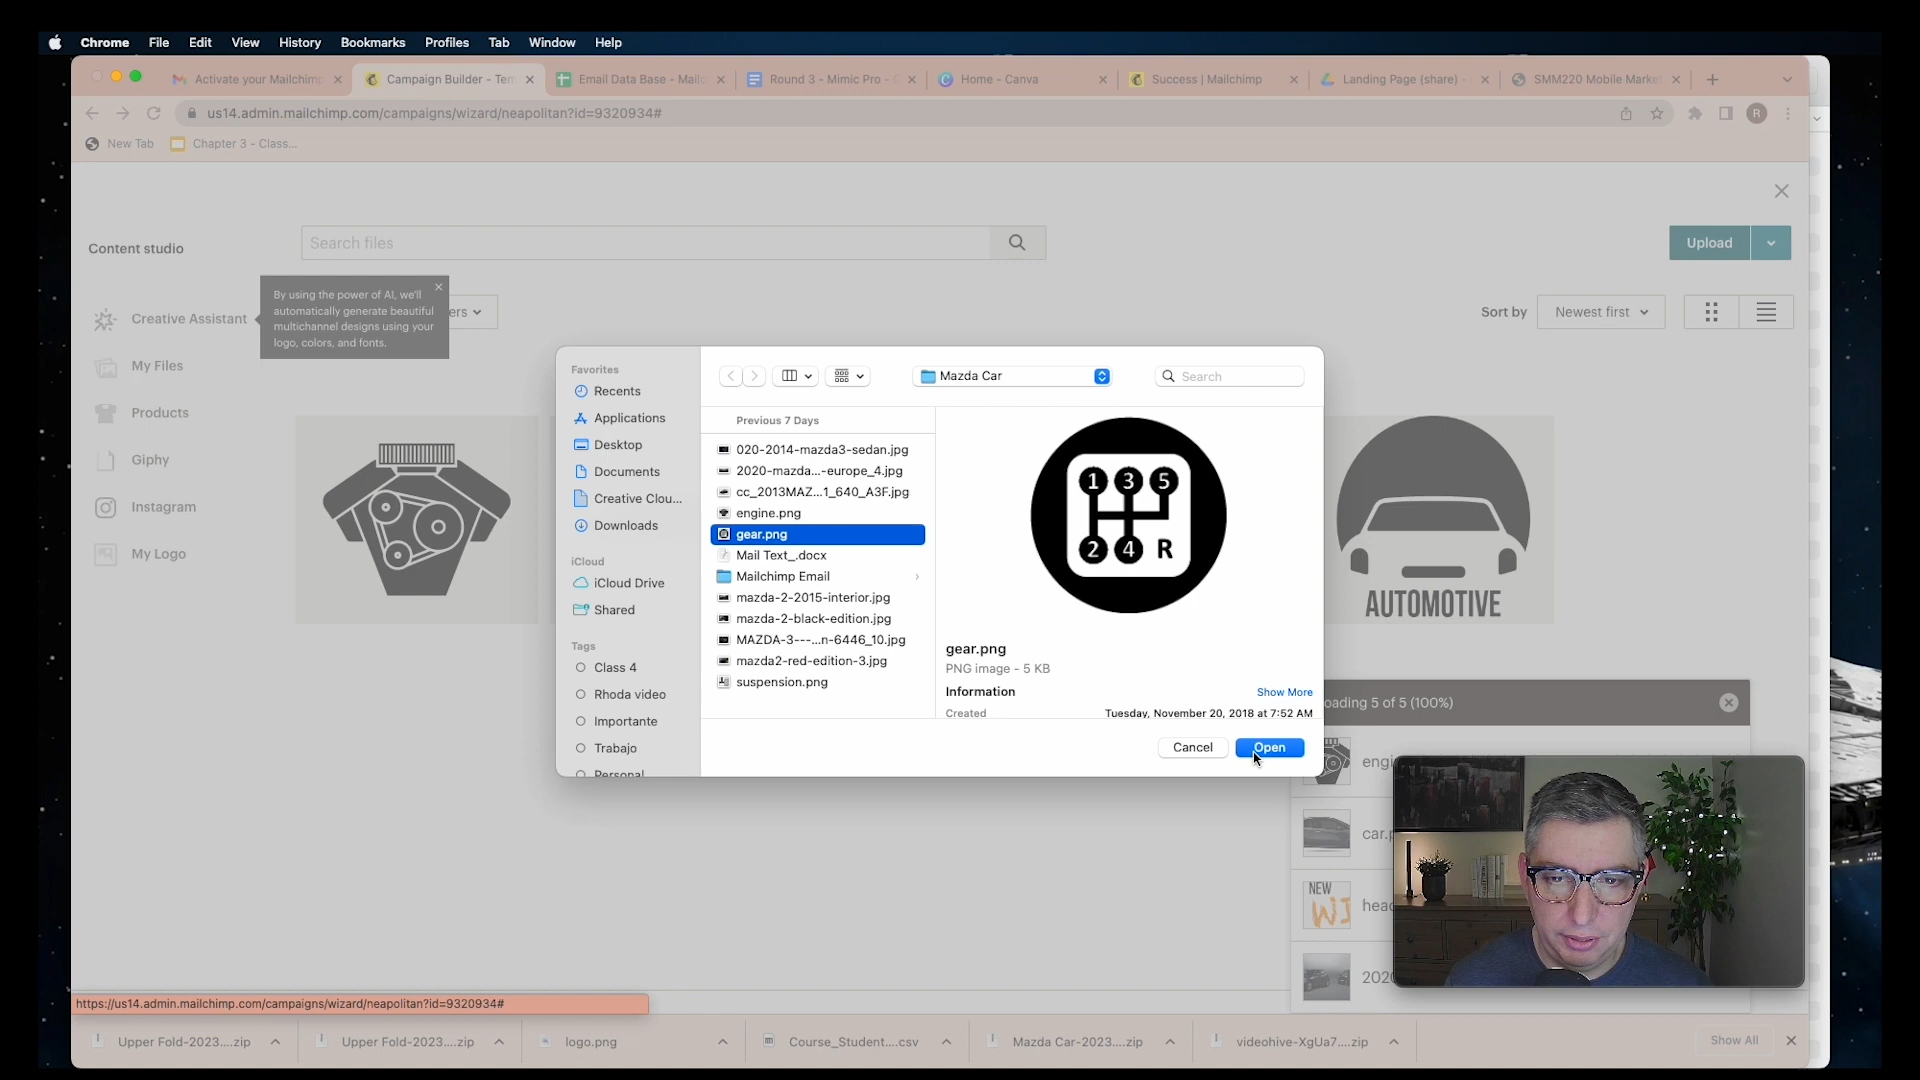 Chrome File Edit View History Bookmarks Profiles Tab Window Help
Activate your Mailchimp
Campaign Builder - Tem
Email Data Base - Mailc
Round 3 - Mimic Pro - G
Home - Canva
Success | Mailchimp
Landing Page (share) -
SMM220 Mobile Market
us14.admin.mailchimp.com/campaigns/wizard/neapolitan?id=9320934#
R
New Tab
Chapter 3 - Class...
Content studio
Search files
Upload
By using the power of AI, we'll
automatically generate beautiful
multichannel designs using your
logo, colors, and fonts.
ers
Sort by
Newest first
Creative Assistant
My Files
Products
Giphy
Instagram
My Logo
AUTOMOTIVE
Favorites
Recents
Applications
Desktop
Documents
Creative Clou...
Downloads
iCloud
iCloud Drive
Shared
Tags
Class 4
Rhoda video
Importante
Trabajo
Personal
Mazda Car
Search
Previous 7 Days
020-2014-mazda3-sedan.jpg
2020-mazda...-europe_4.jpg
cc_2013MAZ...1_640_A3F.jpg
engine.png
gear.png
Mail Text_.docx
Mailchimp Email
mazda-2-2015-interior.jpg
mazda-2-black-edition.jpg
MAZDA-3---...n-6446_10.jpg
mazda2-red-edition-3.jpg
suspension.png
1 3 5
2 4 R
gear.png
PNG image - 5 KB
Information
Show More
Created
Tuesday, November 20, 2018 at 7:52 AM
Cancel
Open
oading 5 of 5 (100%)
engi
car.p
NEW
head
2020
https://us14.admin.mailchimp.com/campaigns/wizard/neapolitan?id=9320934#
Upper Fold-2023....zip
Upper Fold-2023....zip
logo.png
Course_Student....csv
Mazda Car-2023....zip
videohive-XgUa7....zip
Show All